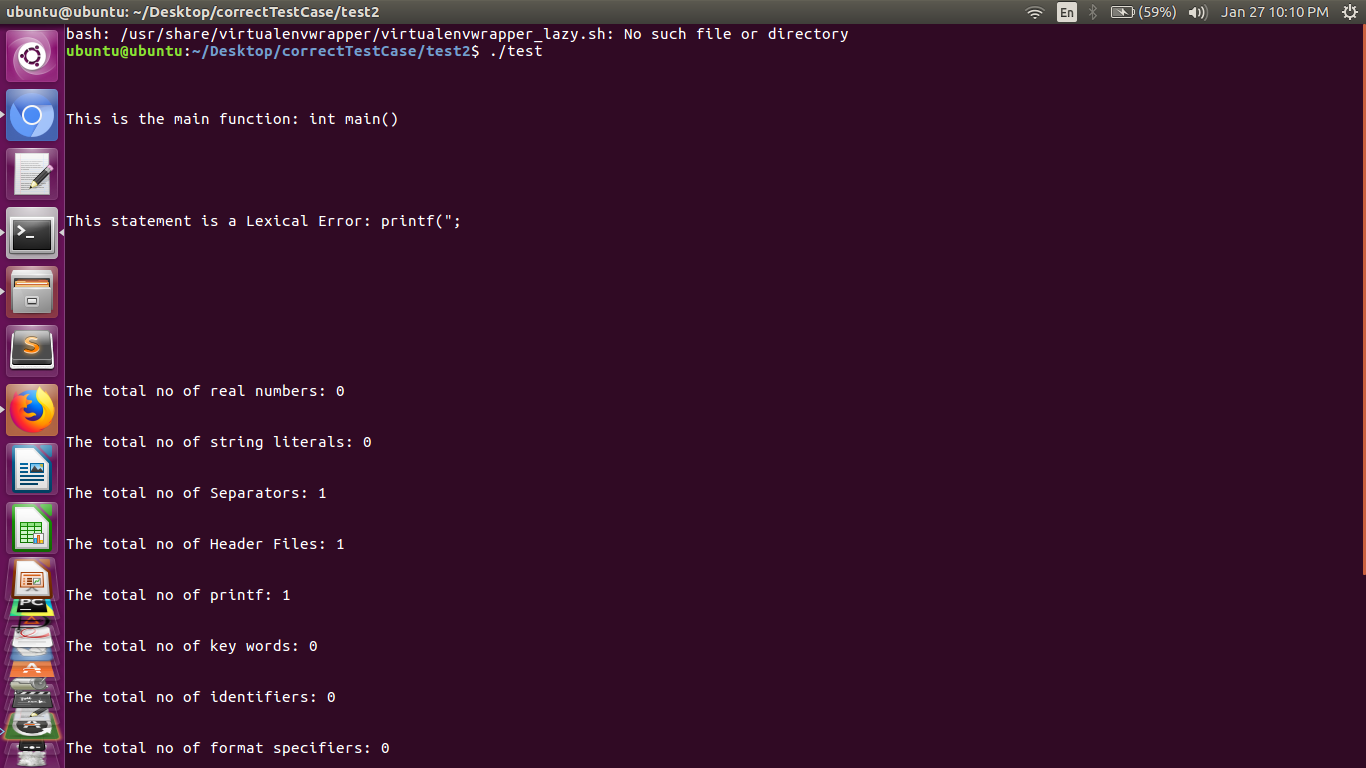 ubuntu@ubuntu: ~/Desktop/correctTestCase/test2
En
(59%)
Jan 27 10:10 PM
bash: /usr/share/virtualenvwrapper/virtualenvwrapper_lazy.sh: No such file or directory
ubuntu@ubuntu:~/Desktop/correctTestCase/test2$ ./test
This is the main function: int main()
This statement is a Lexical Error: printf(";
The total no of real numbers: 0
The total no of string literals: 0
The total no of Separators: 1
The total no of Header Files: 1
The total no of printf: 1
The total no of key words: 0
The total no of identifiers: 0
The total no of format specifiers: 0
>_
S
PC